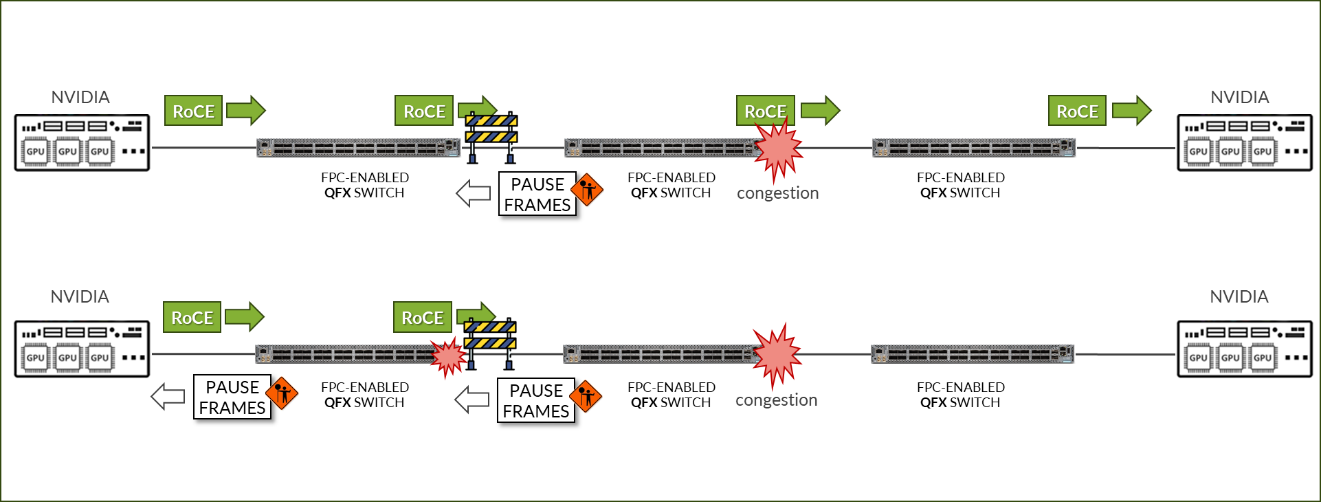 NVIDIA
RoCE
RoCE
RoCE
RoCE
NVIDIA
GPU GPU GPU
GPU GPU GPU
FPC-ENABLED
QFX SWITCH
PAUSE
FRAMES
FPC-ENABLED
QFX SWITCH
congestion
FPC-ENABLED
QFX SWITCH
NVIDIA
RoCE
RoCE
NVIDIA
GPU GPU GPU
GPU GPU GPU
PAUSE
FRAMES
FPC-ENABLED
QFX SWITCH
PAUSE
FRAMES
FPC-ENABLED
QFX SWITCH
congestion
FPC-ENABLED
QFX SWITCH